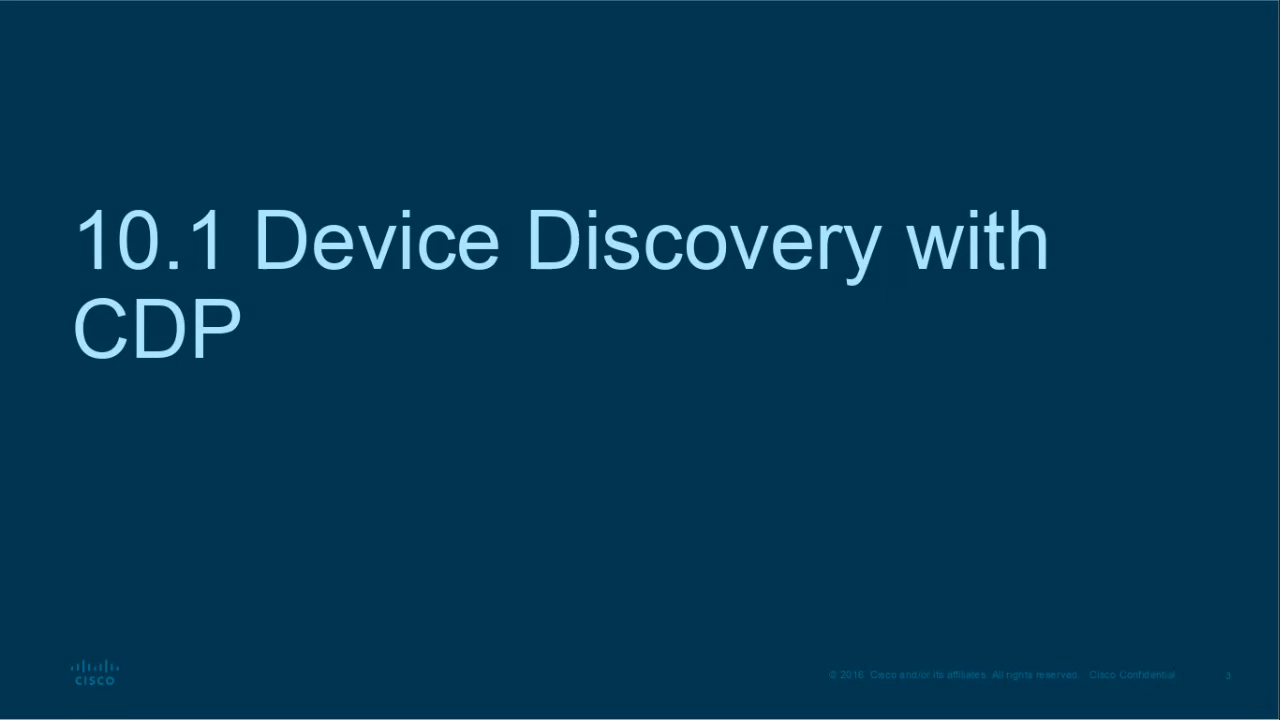 10.1 Device Discovery with
CDP
CISCO
© 2016 Cisco and/or its affiliates. All rights reserved. Cisco Confidential
3